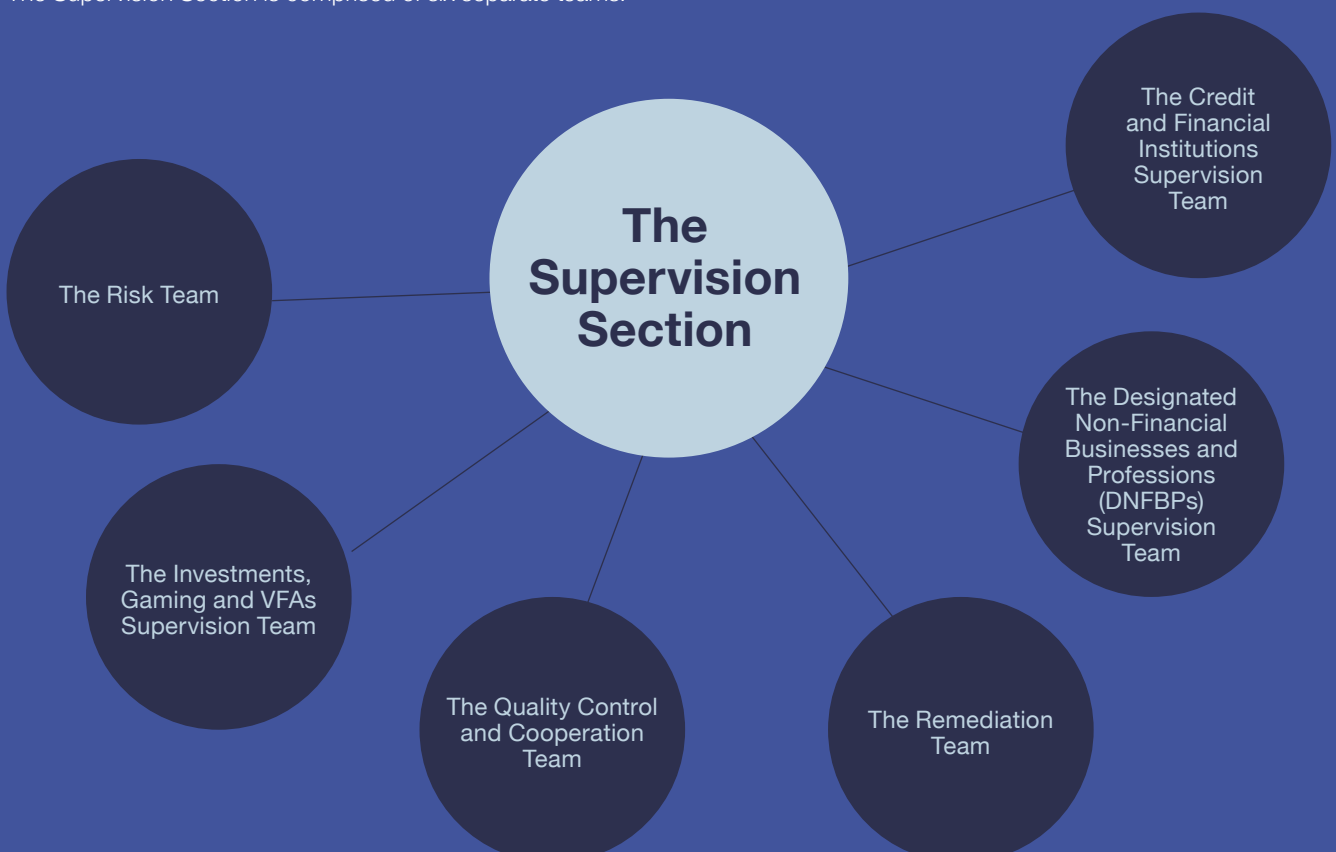 The Supervision Section is comprised of six separate teams.
The Credit
and Financial
Institutions
Supervision
Team
The
Supervision
Section
The Risk Team
The Designated
Non-Financial
Businesses and
Professions
(DNFBPs)
Supervision
Team
The Investments,
Gaming and VFAs
Supervision Team
The Quality Control
and Cooperation
Team
The Remediation
Team